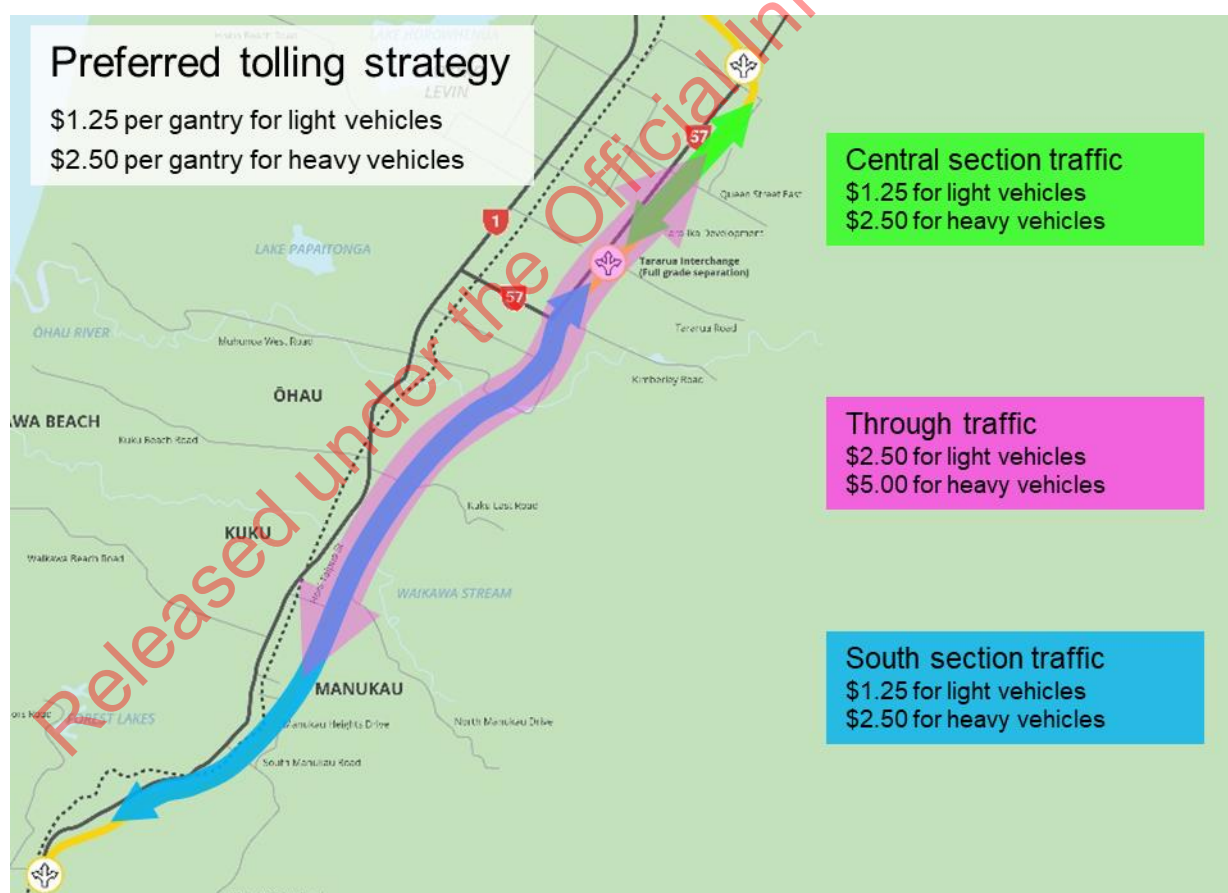 Preferred tolling strategy
$1.25 per gantry for light vehicles
$2.50 per gantry for heavy vehicles
LEVIN
57
Central section traffic
$1.25 for light vehicles
$2.50 for heavy vehicles
Queen Street East
1
LAKE PAPAITONGA
Tararua Interchange
(Full grade separation)
57
ŌHAU RIVER
Muhunoa West Road
Tararua Road
Kimberley Road
ŌHAU
WA BEACH
Kuku Beach Road
Through traffic
$2.50 for light vehicles
$5.00 for heavy vehicles
Kuku East Road
KUKU
Waikawa Beach Road
WAIKAWA STREAM
South section traffic
$1.25 for light vehicles
$2.50 for heavy vehicles
MANUKAU
FOREST LAKES
Manukau Heights Drive
North Manukau Drive
South Manukau Road
Released under the Official In